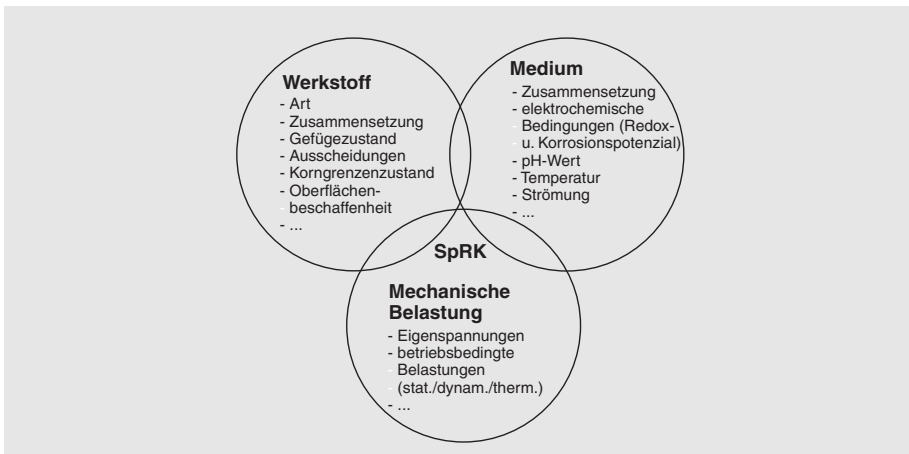 Werkstoff
- Art
- Zusammensetzung
- Gefügezustand
- Ausscheidungen
- Korngrenzenzustand
- Oberflächen-
beschaffenheit
- ...
Medium
- Zusammensetzung
- elektrochemische
- Bedingungen (Redox-
- u. Korrosionspotenzial)
- pH-Wert
- Temperatur
- Strömung
- ...
SpRK
Mechanische
Belastung
- Eigenspannungen
- betriebsbedingte
- Belastungen
- (stat./dynam./therm.)
- ...